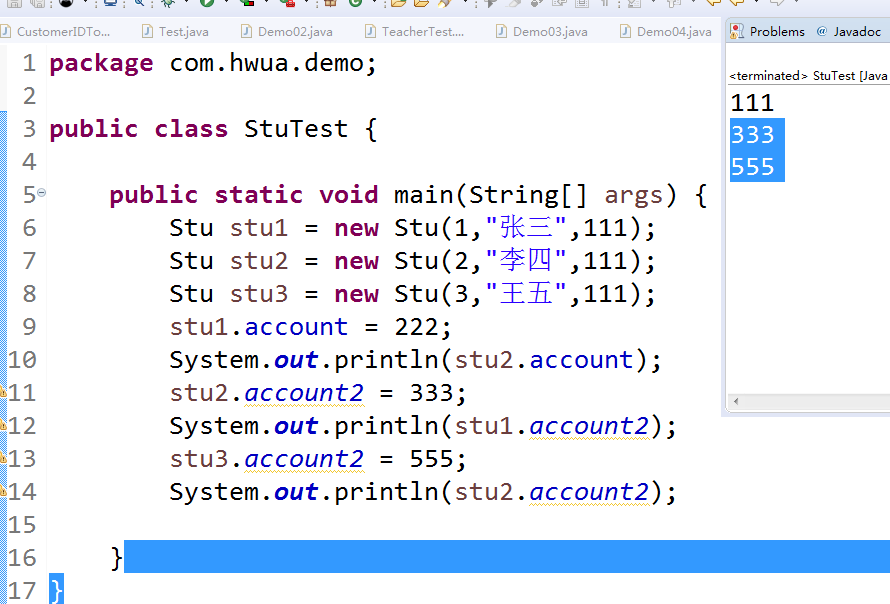 CustomerIDTo... Test.java Demo02.java TeacherTest.... Demo03.java Demo04.java
Problems @ Javadoc
<terminated> StuTest [Java
111
333
555
1 package com.hwua.demo;
2
3 public class StuTest {
4
5 public static void main(String[] args) {
6 Stu stu1 = new Stu(1,"张三",111);
7 Stu stu2 = new Stu(2,"李四",111);
8 Stu stu3 = new Stu(3,"王五",111);
9 stu1.account = 222;
10 System.out.println(stu2.account);
11 stu2.account2 = 333;
12 System.out.println(stu1.account2);
13 stu3.account2 = 555;
14 System.out.println(stu2.account2);
15
16 }
17 }